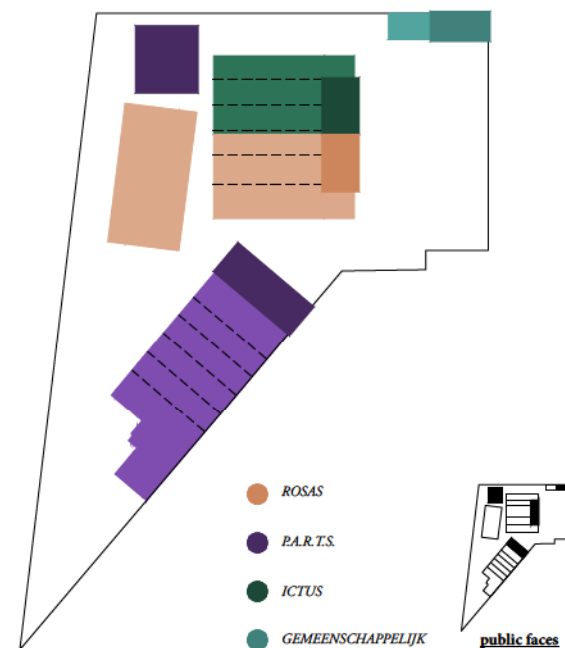 ROSAS
P.A.R.T.S.
ICTUS
GEMEENSCHAPPELIJK
public faces